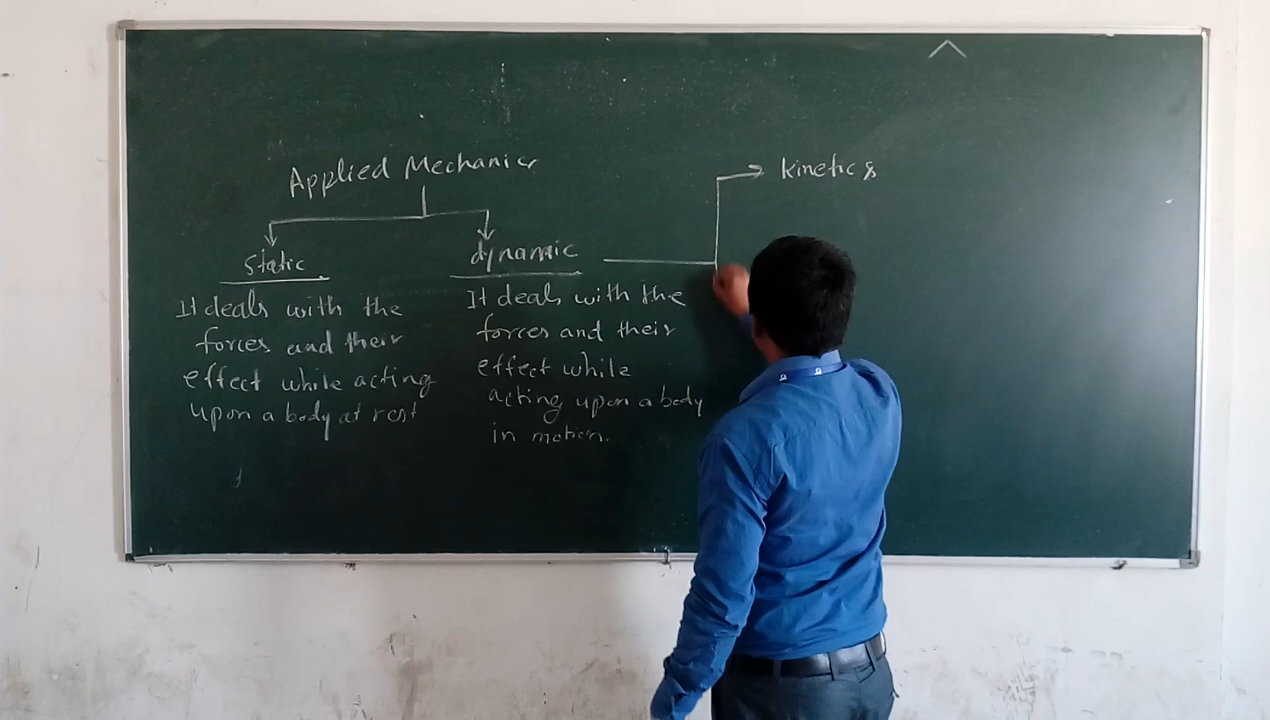 Applied Mechanics
Static
It deals with the
forces and their
effect while acting
upon a body at rest
dynamic
It deals with the
forces and their
effect while
acting upon a body
in motion.
kinetics